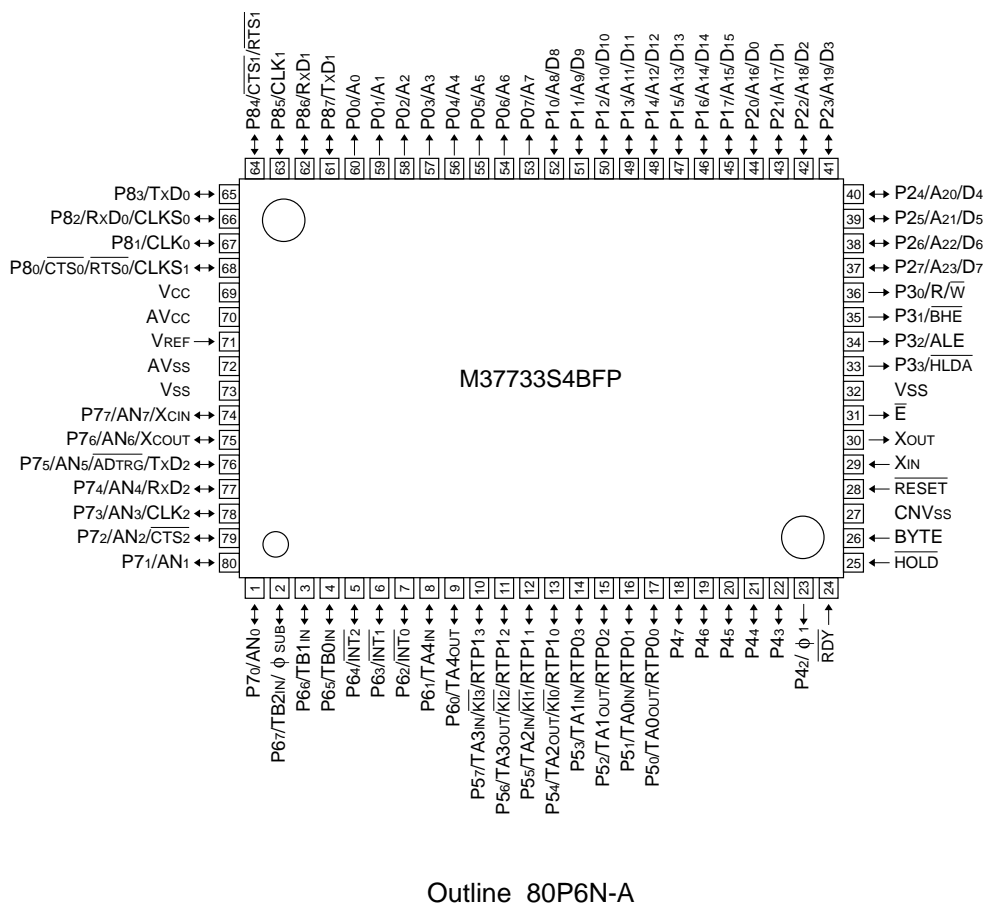 P84/CTS1/RTS1
P85/CLK1
P86/RXD1
P87/TXD1
P00/A0
P01/A1
P02/A2
P03/A3
P04/A4
P05/A5
P06/A6
P07/A7
P10/A8/D8
P11/A9/D9
P12/A10/D10
P13/A11/D11
P14/A12/D12
P15/A13/D13
P16/A14/D14
P17/A15/D15
P20/A16/D0
P21/A17/D1
P22/A18/D2
P23/A19/D3
64 63 62 61 60 59 58 57 56 55 54 53 52 51 50 49 48 47 46 45 44 43 42 41
P83/TXD0 65
P82/RXD0/CLKS0 66
P81/CLK0 67
P80/CTS0/RTS0/CLKS1 68
VCC 69
AVCC 70
VREF 71
AVSS 72
VSS 73
P77/AN7/XCIN 74
P76/AN6/XCOUT 75
P75/AN5/ADTRG/TXD2 76
P74/AN4/RXD2 77
P73/AN3/CLK2 78
P72/AN2/CTS2 79
P71/AN1 80
M37733S4BFP
40 P24/A20/D4
39 P25/A21/D5
38 P26/A22/D6
37 P27/A23/D7
36 P30/R/W
35 P31/BHE
34 P32/ALE
33 P33/HLDA
32 VSS
31 E
30 XOUT
29 XIN
28 RESET
27 CNVSS
26 BYTE
25 HOLD
1 2 3 4 5 6 7 8 9 10 11 12 13 14 15 16 17 18 19 20 21 22 23 24
P70/AN0
P67/TB2IN/ φ SUB
P66/TB1IN
P65/TB0IN
P64/INT2
P63/INT1
P62/INT0
P61/TA4IN
P60/TA4OUT
P57/TA3IN/KI3/RTP13
P56/TA3OUT/KI2/RTP12
P55/TA2IN/KI1/RTP11
P54/TA2OUT/KI0/RTP10
P53/TA1IN/RTP03
P52/TA1OUT/RTP02
P51/TA0IN/RTP01
P50/TA0OUT/RTP00
P47
P46
P45
P44
P43
P42/ φ 1
RDY
Outline 80P6N-A